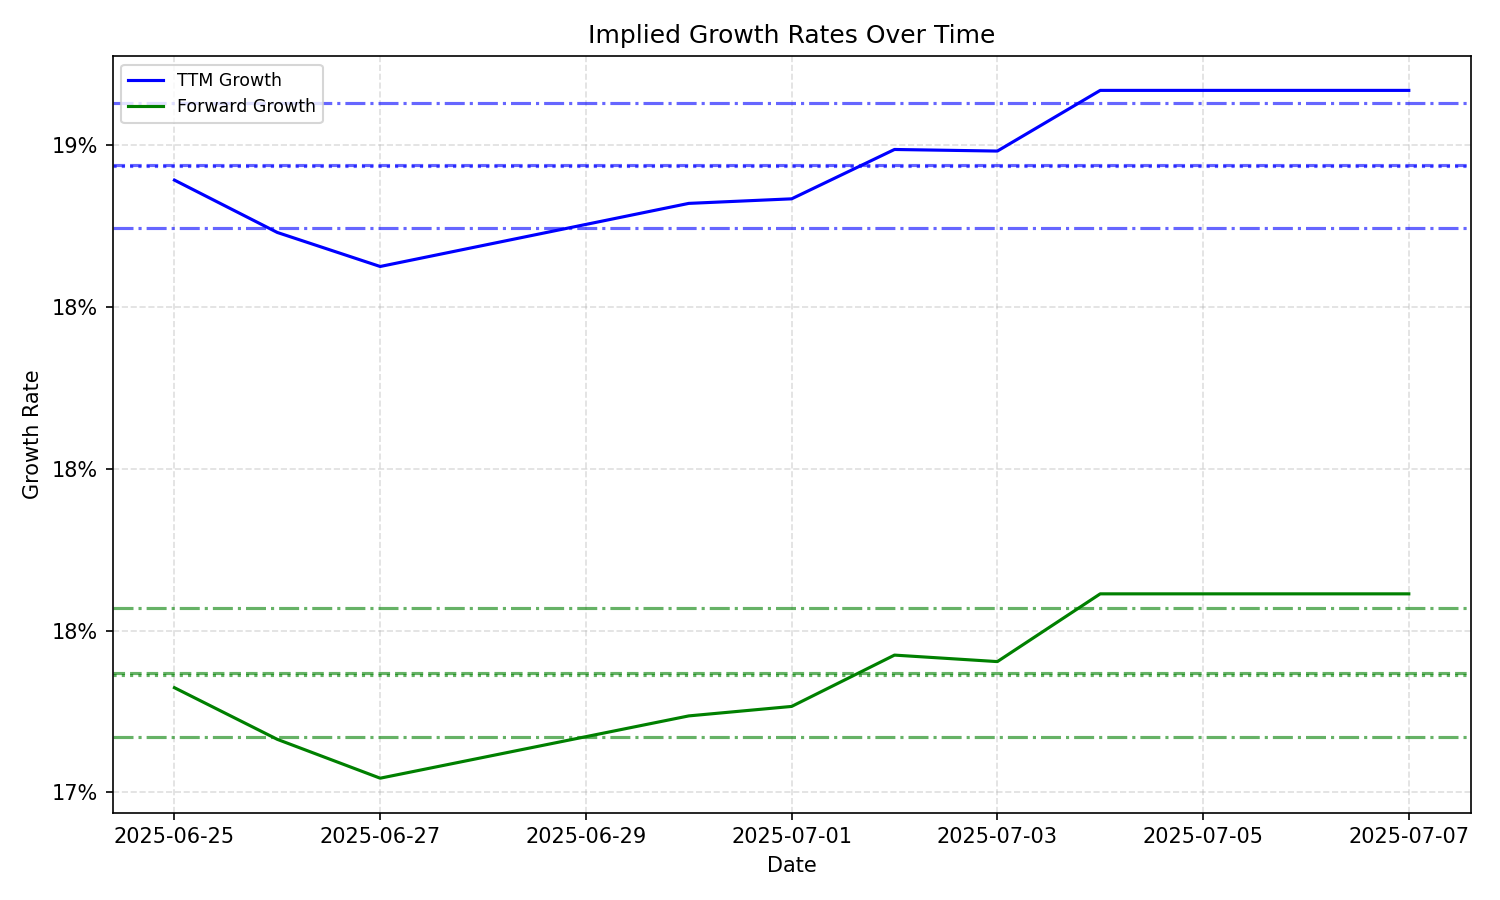 Implied Growth Rates Over Time
TTM Growth
Forward Growth
Growth Rate
19%
18%
18%
18%
17%
2025-06-25
2025-06-27
2025-06-29
2025-07-01
2025-07-03
2025-07-05
2025-07-07
Date